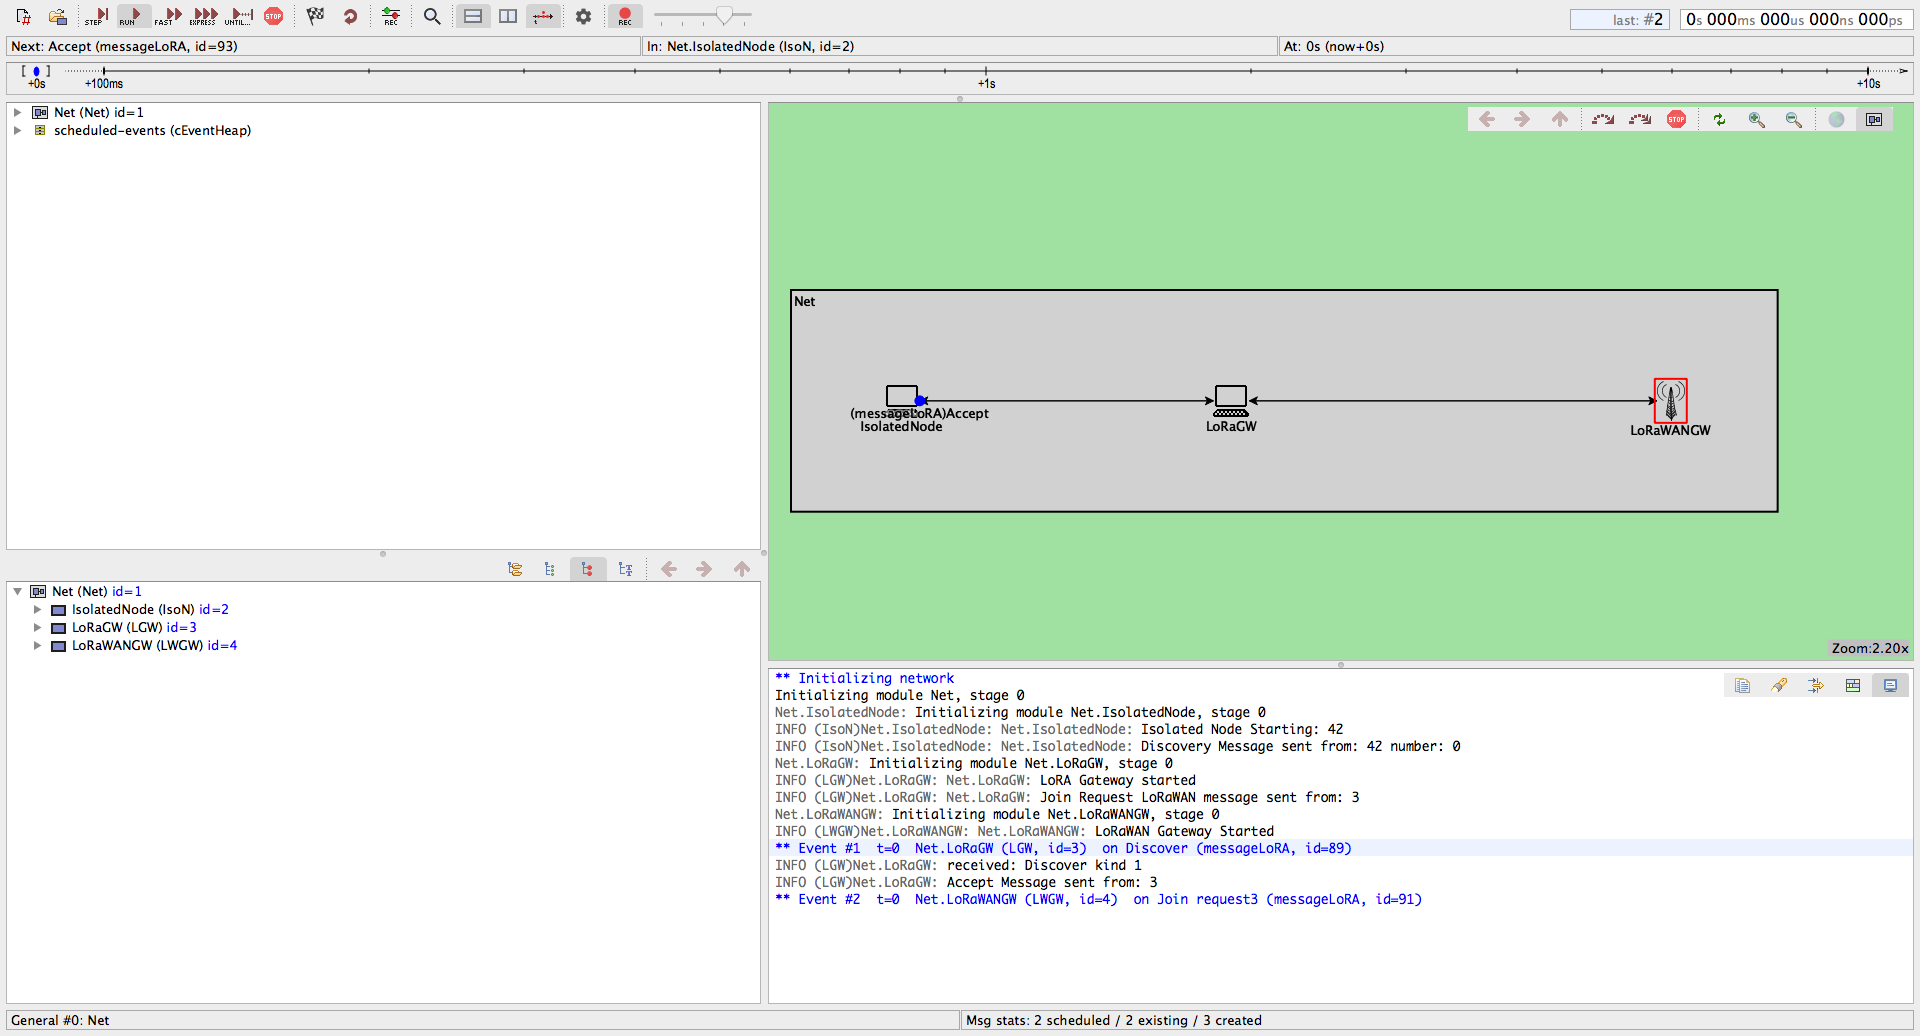 STEP RUN FAST EXPRESS UNTIL... STOP REC REC
last: #2 0s 000ms 000us 000ns 000ps
Next: Accept (messageLoRA, id=93) In: Net.IsolatedNode (IsoN, id=2) At: 0s (now+0s)
+0s +100ms +1s +10s
Net (Net) id=1
scheduled-events (cEventHeap)
STOP
Net
(messageLoRA)Accept
IsolatedNode
LoRaGW
LoRaWANGW
Zoom:2.20x
Net (Net) id=1
IsolatedNode (IsoN) id=2
LoRaGW (LGW) id=3
LoRaWANGW (LWGW) id=4
** Initializing network
Initializing module Net, stage 0
Net.IsolatedNode: Initializing module Net.IsolatedNode, stage 0
INFO (IsoN)Net.IsolatedNode: Net.IsolatedNode: Isolated Node Starting: 42
INFO (IsoN)Net.IsolatedNode: Net.IsolatedNode: Discovery Message sent from: 42 number: 0
Net.LoRaGW: Initializing module Net.LoRaGW, stage 0
INFO (LGW)Net.LoRaGW: Net.LoRaGW: LoRA Gateway started
INFO (LGW)Net.LoRaGW: Net.LoRaGW: Join Request LoRaWAN message sent from: 3
Net.LoRaWANGW: Initializing module Net.LoRaWANGW, stage 0
INFO (LWGW)Net.LoRaWANGW: Net.LoRaWANGW: LoRaWAN Gateway Started
** Event #1 t=0 Net.LoRaGW (LGW, id=3) on Discover (messageLoRA, id=89)
INFO (LGW)Net.LoRaGW: received: Discover kind 1
INFO (LGW)Net.LoRaGW: Accept Message sent from: 3
** Event #2 t=0 Net.LoRaWANGW (LWGW, id=4) on Join request3 (messageLoRA, id=91)
General #0: Net
Msg stats: 2 scheduled / 2 existing / 3 created